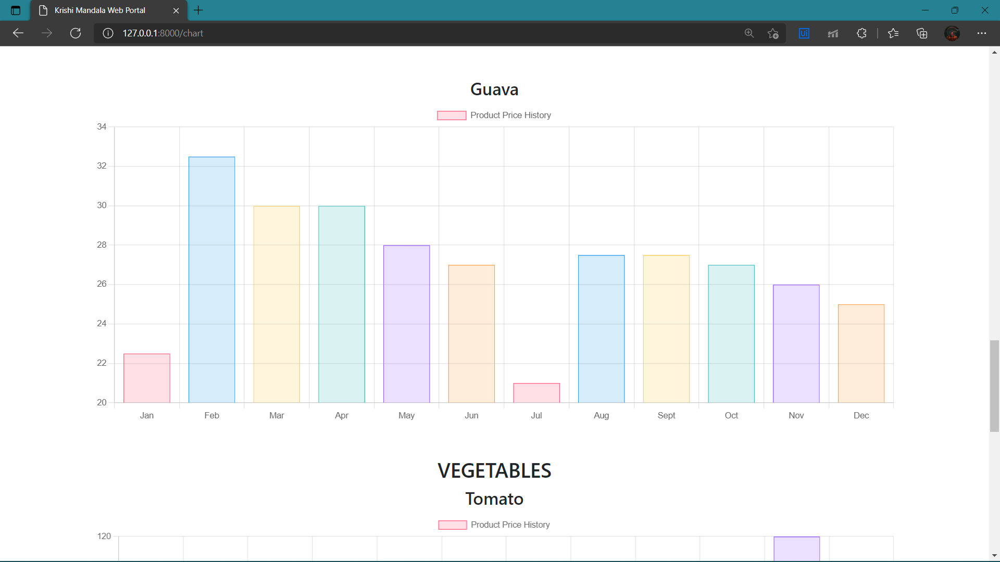 Krishi Mandala Web Portal
127.0.0.1:8000/chart
Ui
Guava
Product Price History
34
32
30
28
26
24
22
20
Jan Feb Mar Apr May Jun Jul Aug Sept Oct Nov Dec
VEGETABLES
Tomato
Product Price History
120